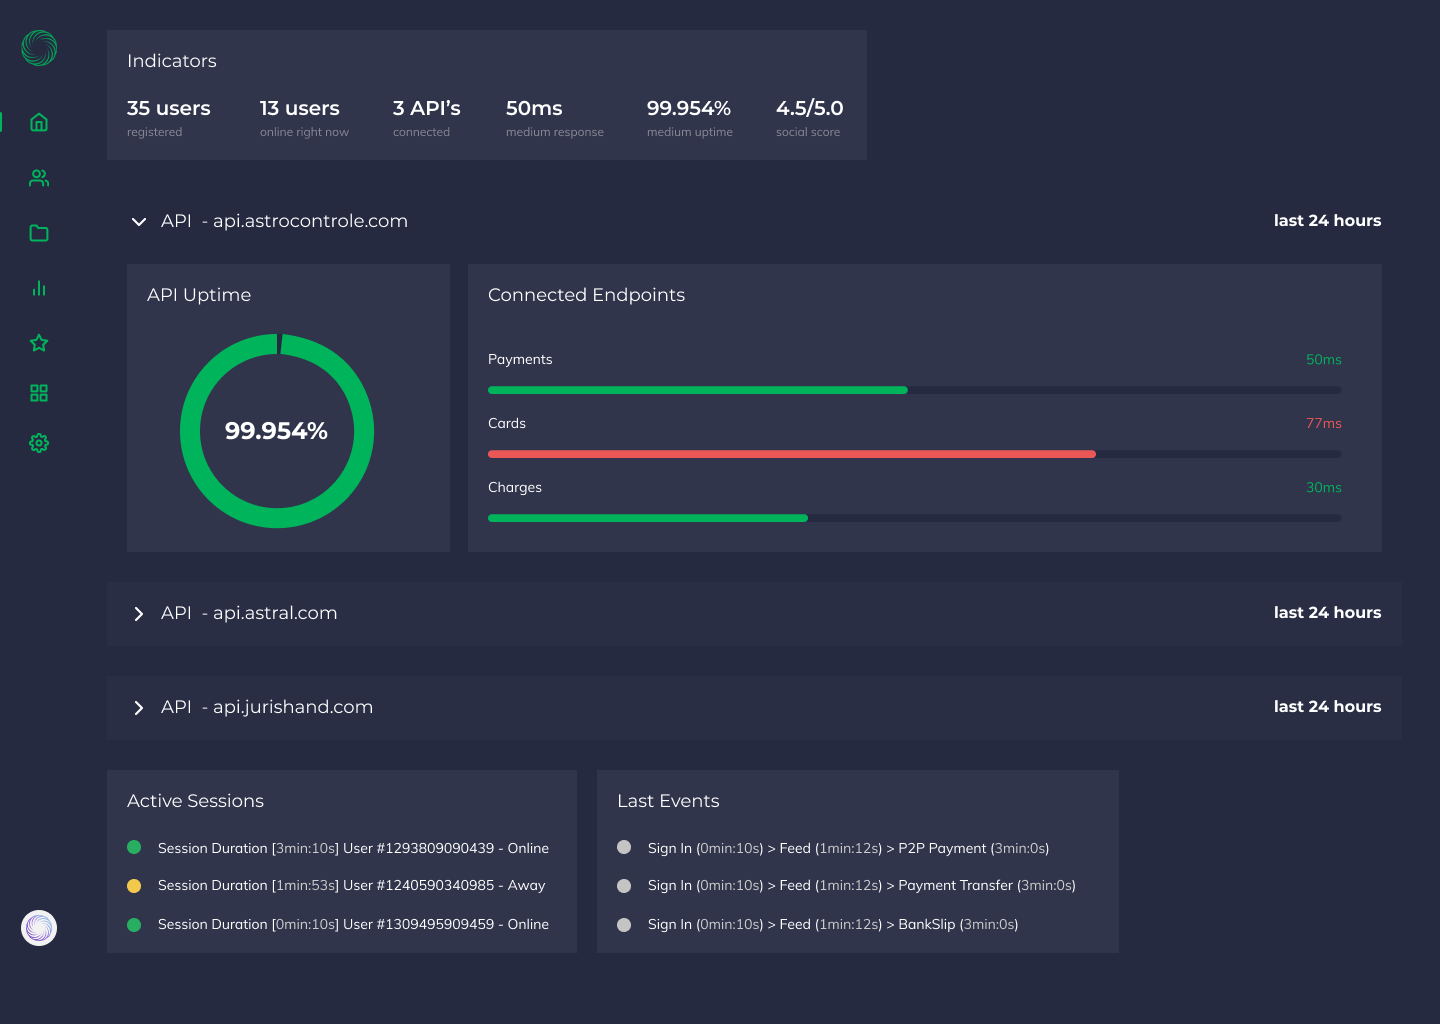 Indicators
35 users 13 users 3 API’s 50ms 99.954% 4.5/5.0
registered online right now connected medium response medium uptime social score
API - api.astrocontrole.com last 24 hours
API Uptime
99.954%
Connected Endpoints
Payments 50ms
Cards 77ms
Charges 30ms
API - api.astral.com last 24 hours
API - api.jurishand.com last 24 hours
Active Sessions
Session Duration [3min:10s] User #1293809090439 - Online
Session Duration [1min:53s] User #1240590340985 - Away
Session Duration [0min:10s] User #1309495909459 - Online
Last Events
Sign In (0min:10s) > Feed (1min:12s) > P2P Payment (3min:0s)
Sign In (0min:10s) > Feed (1min:12s) > Payment Transfer (3min:0s)
Sign In (0min:10s) > Feed (1min:12s) > BankSlip (3min:0s)